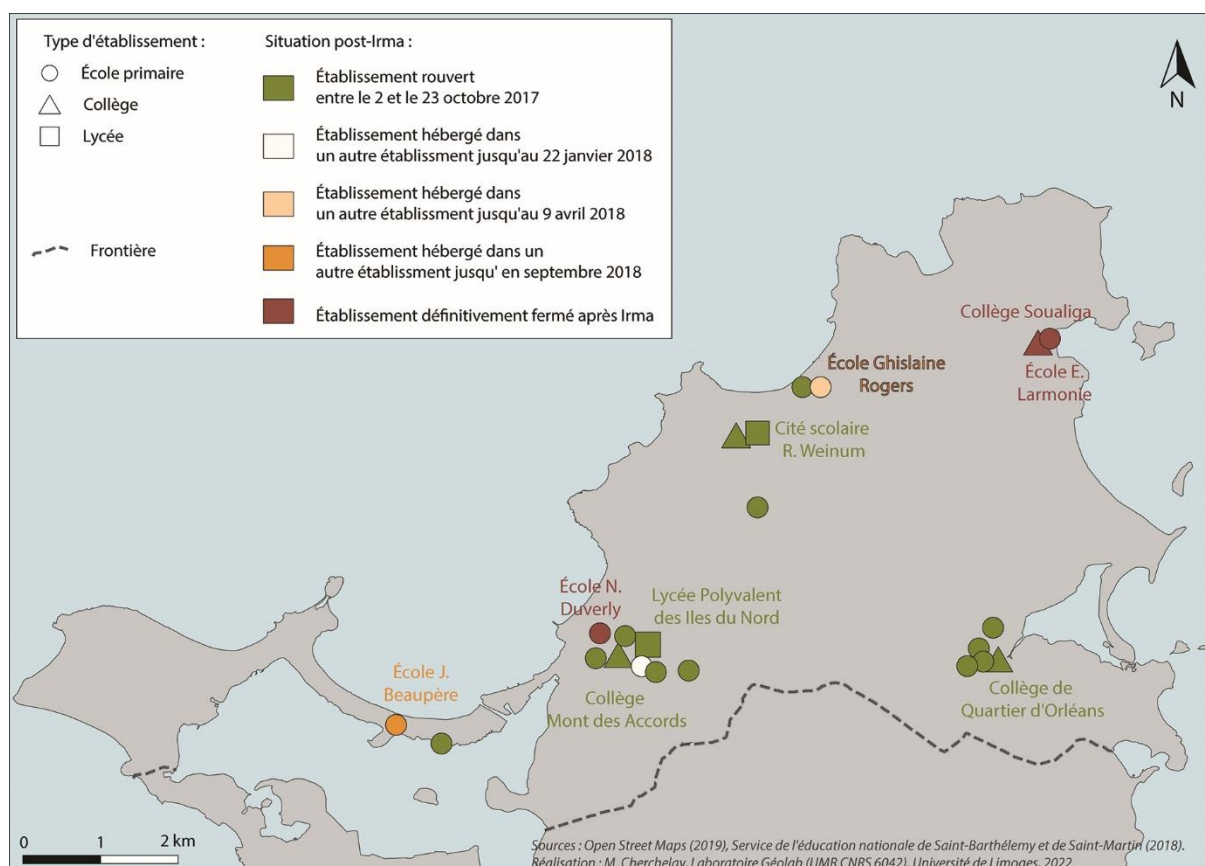 Type d'établissement :
École primaire
Collège
Lycée
Frontière
Situation post-Irma :
Établissement rouvert
entre le 2 et le 23 octobre 2017
Établissement hébergé dans
un autre établissment jusqu'au 22 janvier 2018
Établissement hébergé dans
un autre établissment jusqu'au 9 avril 2018
Établissement hébergé dans un
autre établissment jusqu' en septembre 2018
Établissement définitivement fermé après Irma
N
Collège Soualiga
École E.
Larmonie
École Ghislaine
Rogers
Cité scolaire
R. Weinum
École N.
Duverly
Lycée Polyvalent
des Iles du Nord
École J.
Beaupère
Collège
Mont des Accords
Collège de
Quartier d'Orléans
0 1 2 km
Sources : Open Street Maps (2019), Service de l'éducation nationale de Saint-Barthélemy et de Saint-Martin (2018).
Réalisation : M. Cherchelay, Laboratoire Géolab (UMR CNRS 6042), Université de Limoges, 2022